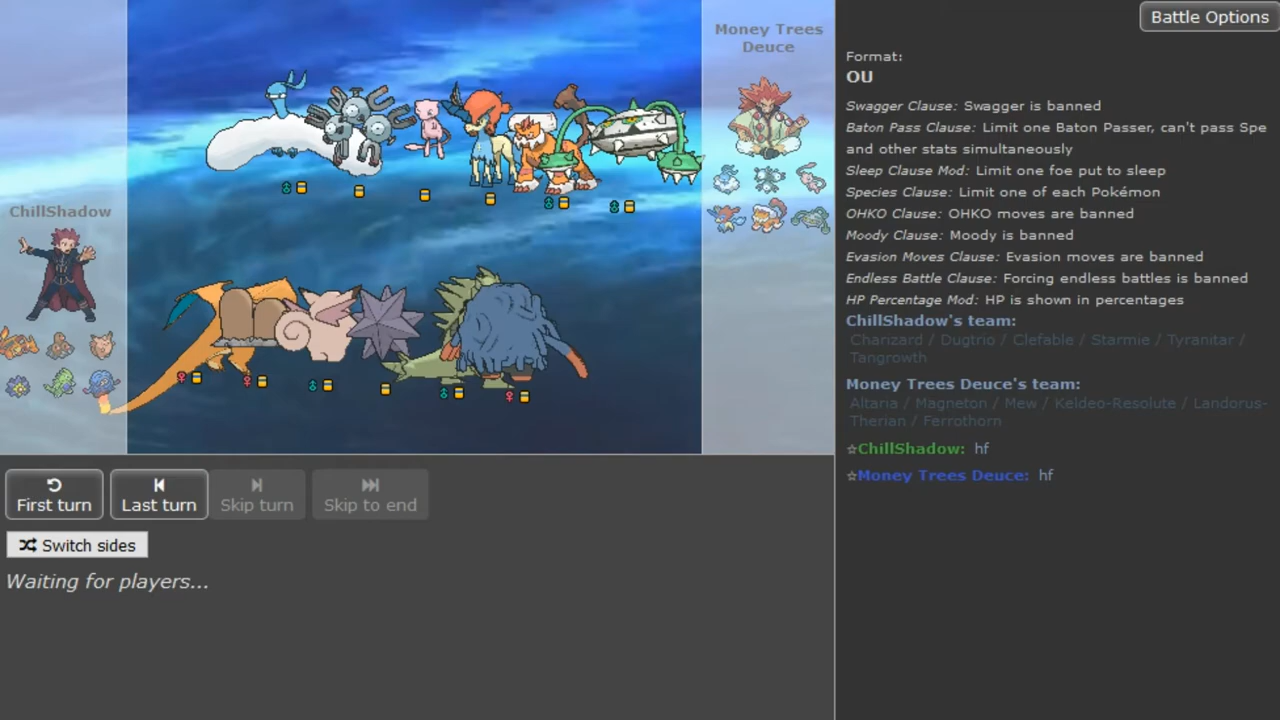 Battle Options
Money Trees
Deuce
ChillShadow
Format:
OU
Swagger Clause: Swagger is banned
Baton Pass Clause: Limit one Baton Passer, can't pass Spe
and other stats simultaneously
Sleep Clause Mod: Limit one foe put to sleep
Species Clause: Limit one of each Pokémon
OHKO Clause: OHKO moves are banned
Moody Clause: Moody is banned
Evasion Moves Clause: Evasion moves are banned
Endless Battle Clause: Forcing endless battles is banned
HP Percentage Mod: HP is shown in percentages
ChillShadow's team:
Charizard / Dugtrio / Clefable / Starmie / Tyranitar /
Tangrowth
Money Trees Deuce's team:
Altaria / Magneton / Mew / Keldeo-Resolute / Landorus-
Therian / Ferrothorn
☆ChillShadow: hf
☆Money Trees Deuce: hf
First turn
Last turn
Skip turn
Skip to end
Switch sides
Waiting for players...